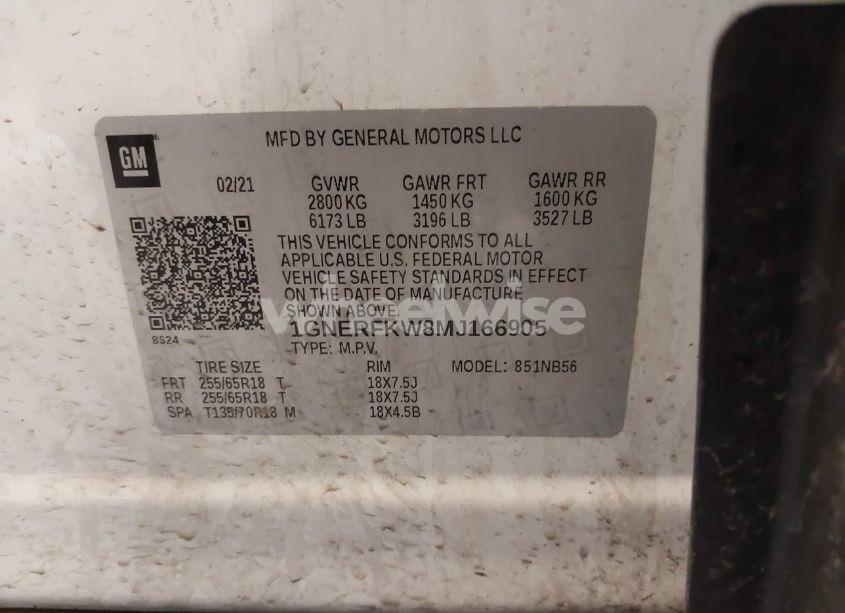 GM
MFD BY GENERAL MOTORS LLC
02/21 GVWR GAWR FRT GAWR RR
2800 KG 1450 KG 1600 KG
6173 LB 3196 LB 3527 LB
THIS VEHICLE CONFORMS TO ALL
APPLICABLE U.S. FEDERAL MOTOR
VEHICLE SAFETY STANDARDS IN EFFECT
ON THE DATE OF MANUFACTURE
SHOWN ABOVE.
1GNERFKW8MJ166905
8S24 TYPE: M.P.V.
TIRE SIZE RIM MODEL: 851NB56
FRT 255/65R18 T 18X7.5J
RR 255/65R18 T 18X7.5J
SPA T135/70R18 M 18X4.5B